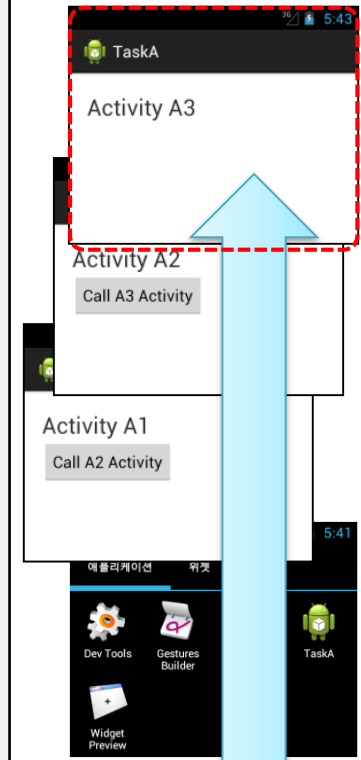 3G 5:43
TaskA
Activity A3
Activity A2
Call A3 Activity
Activity A1
Call A2 Activity
5:41
애플리케이션 위젯
Dev Tools
Gestures
Builder
TaskA
Widget
Preview